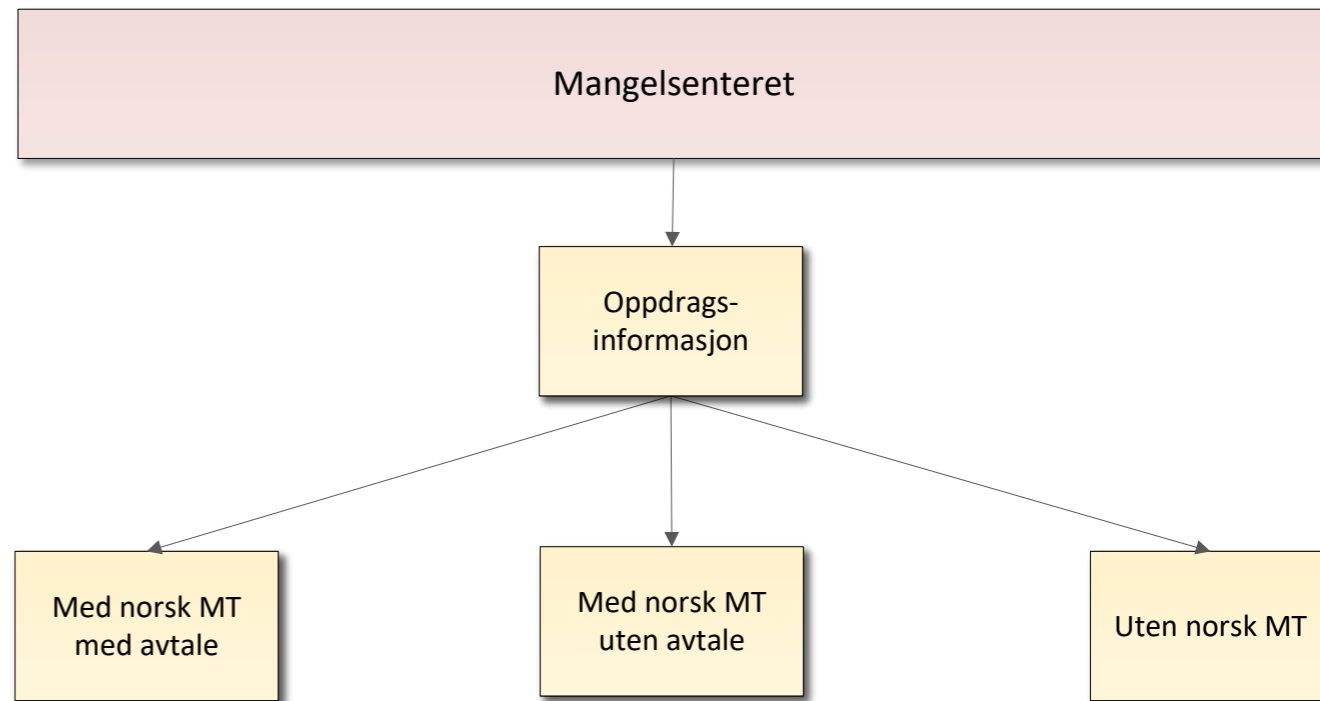 Mangelsenteret
Oppdrags-
informasjon
Med norsk MT
med avtale
Med norsk MT
uten avtale
Uten norsk MT